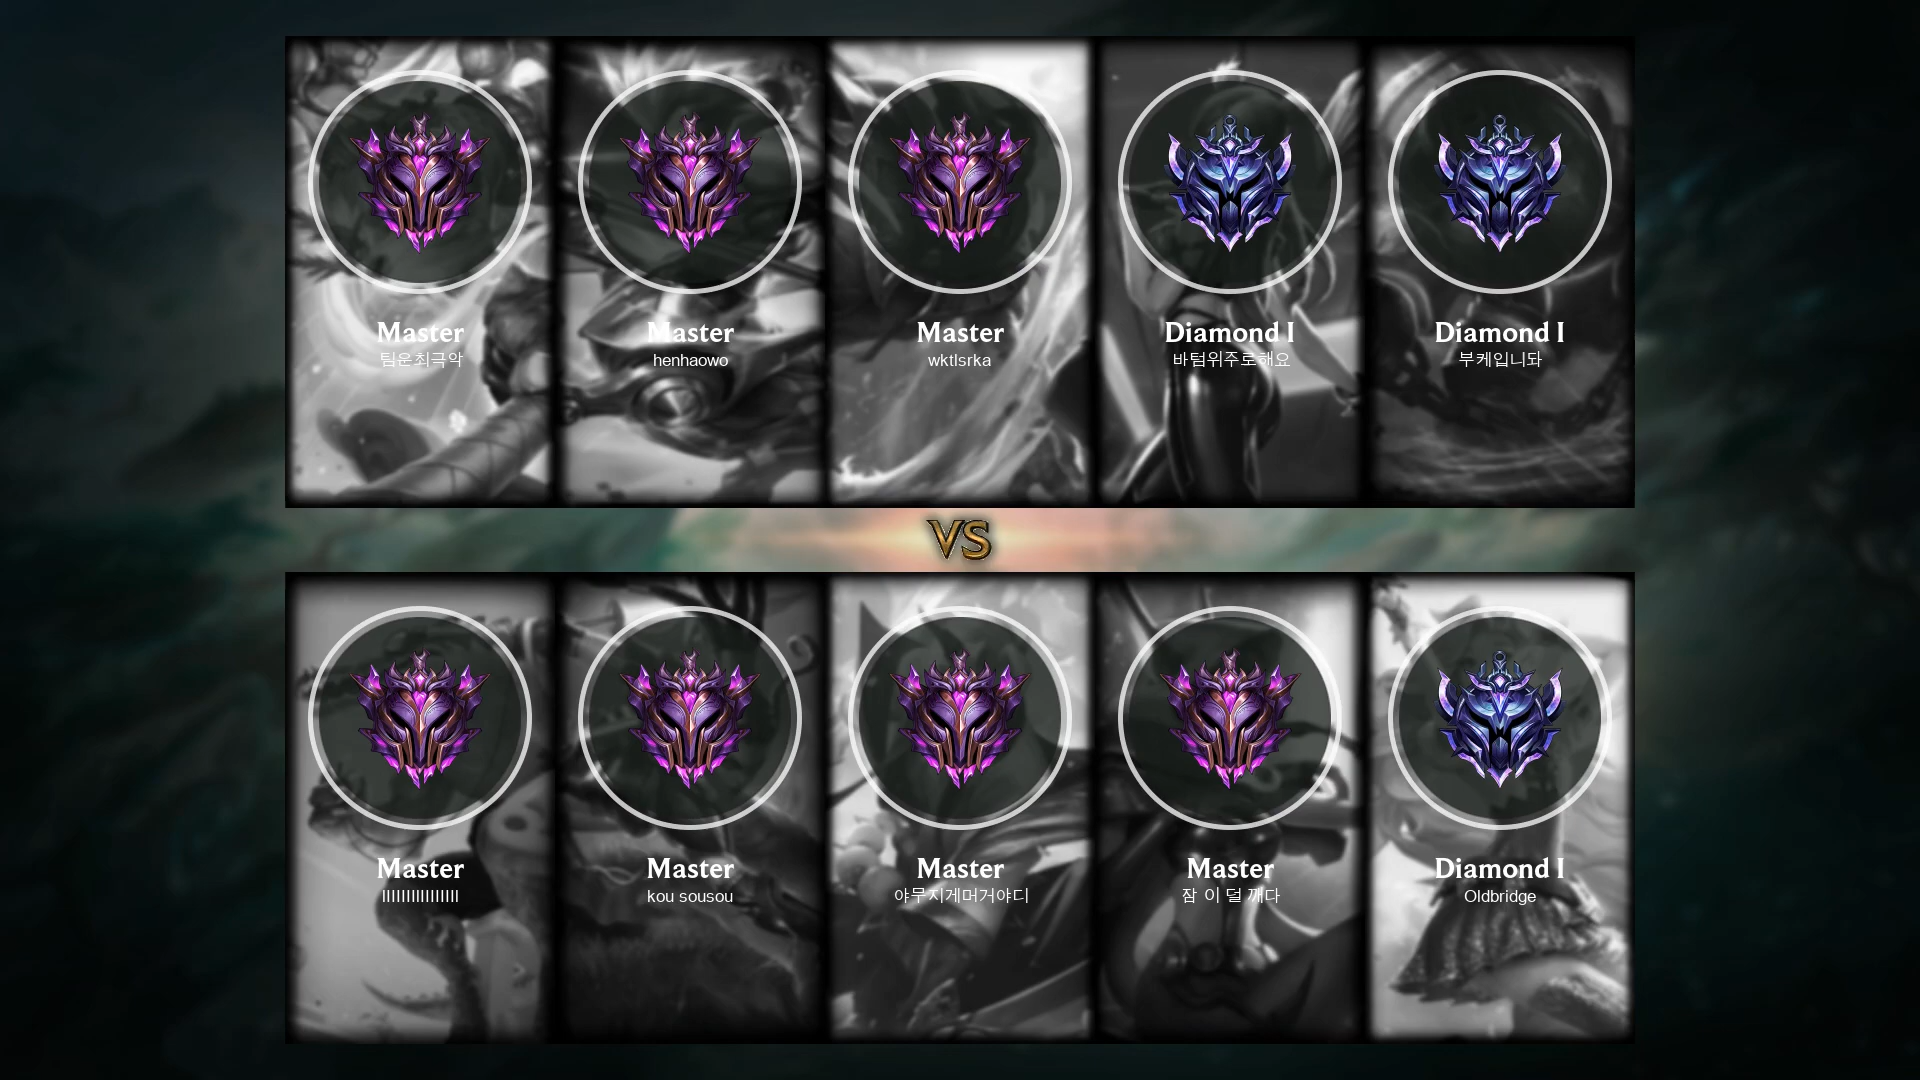 Master
팀운최극악
Master
henhaowo
Master
wktlsrka
Diamond I
바텀위주로해요
Diamond I
부케입니돠
VS
Master
lllllllllllllllll
Master
kou sousou
Master
야무지게머거야디
Master
잠 이 덜 깨다
Diamond I
Oldbridge